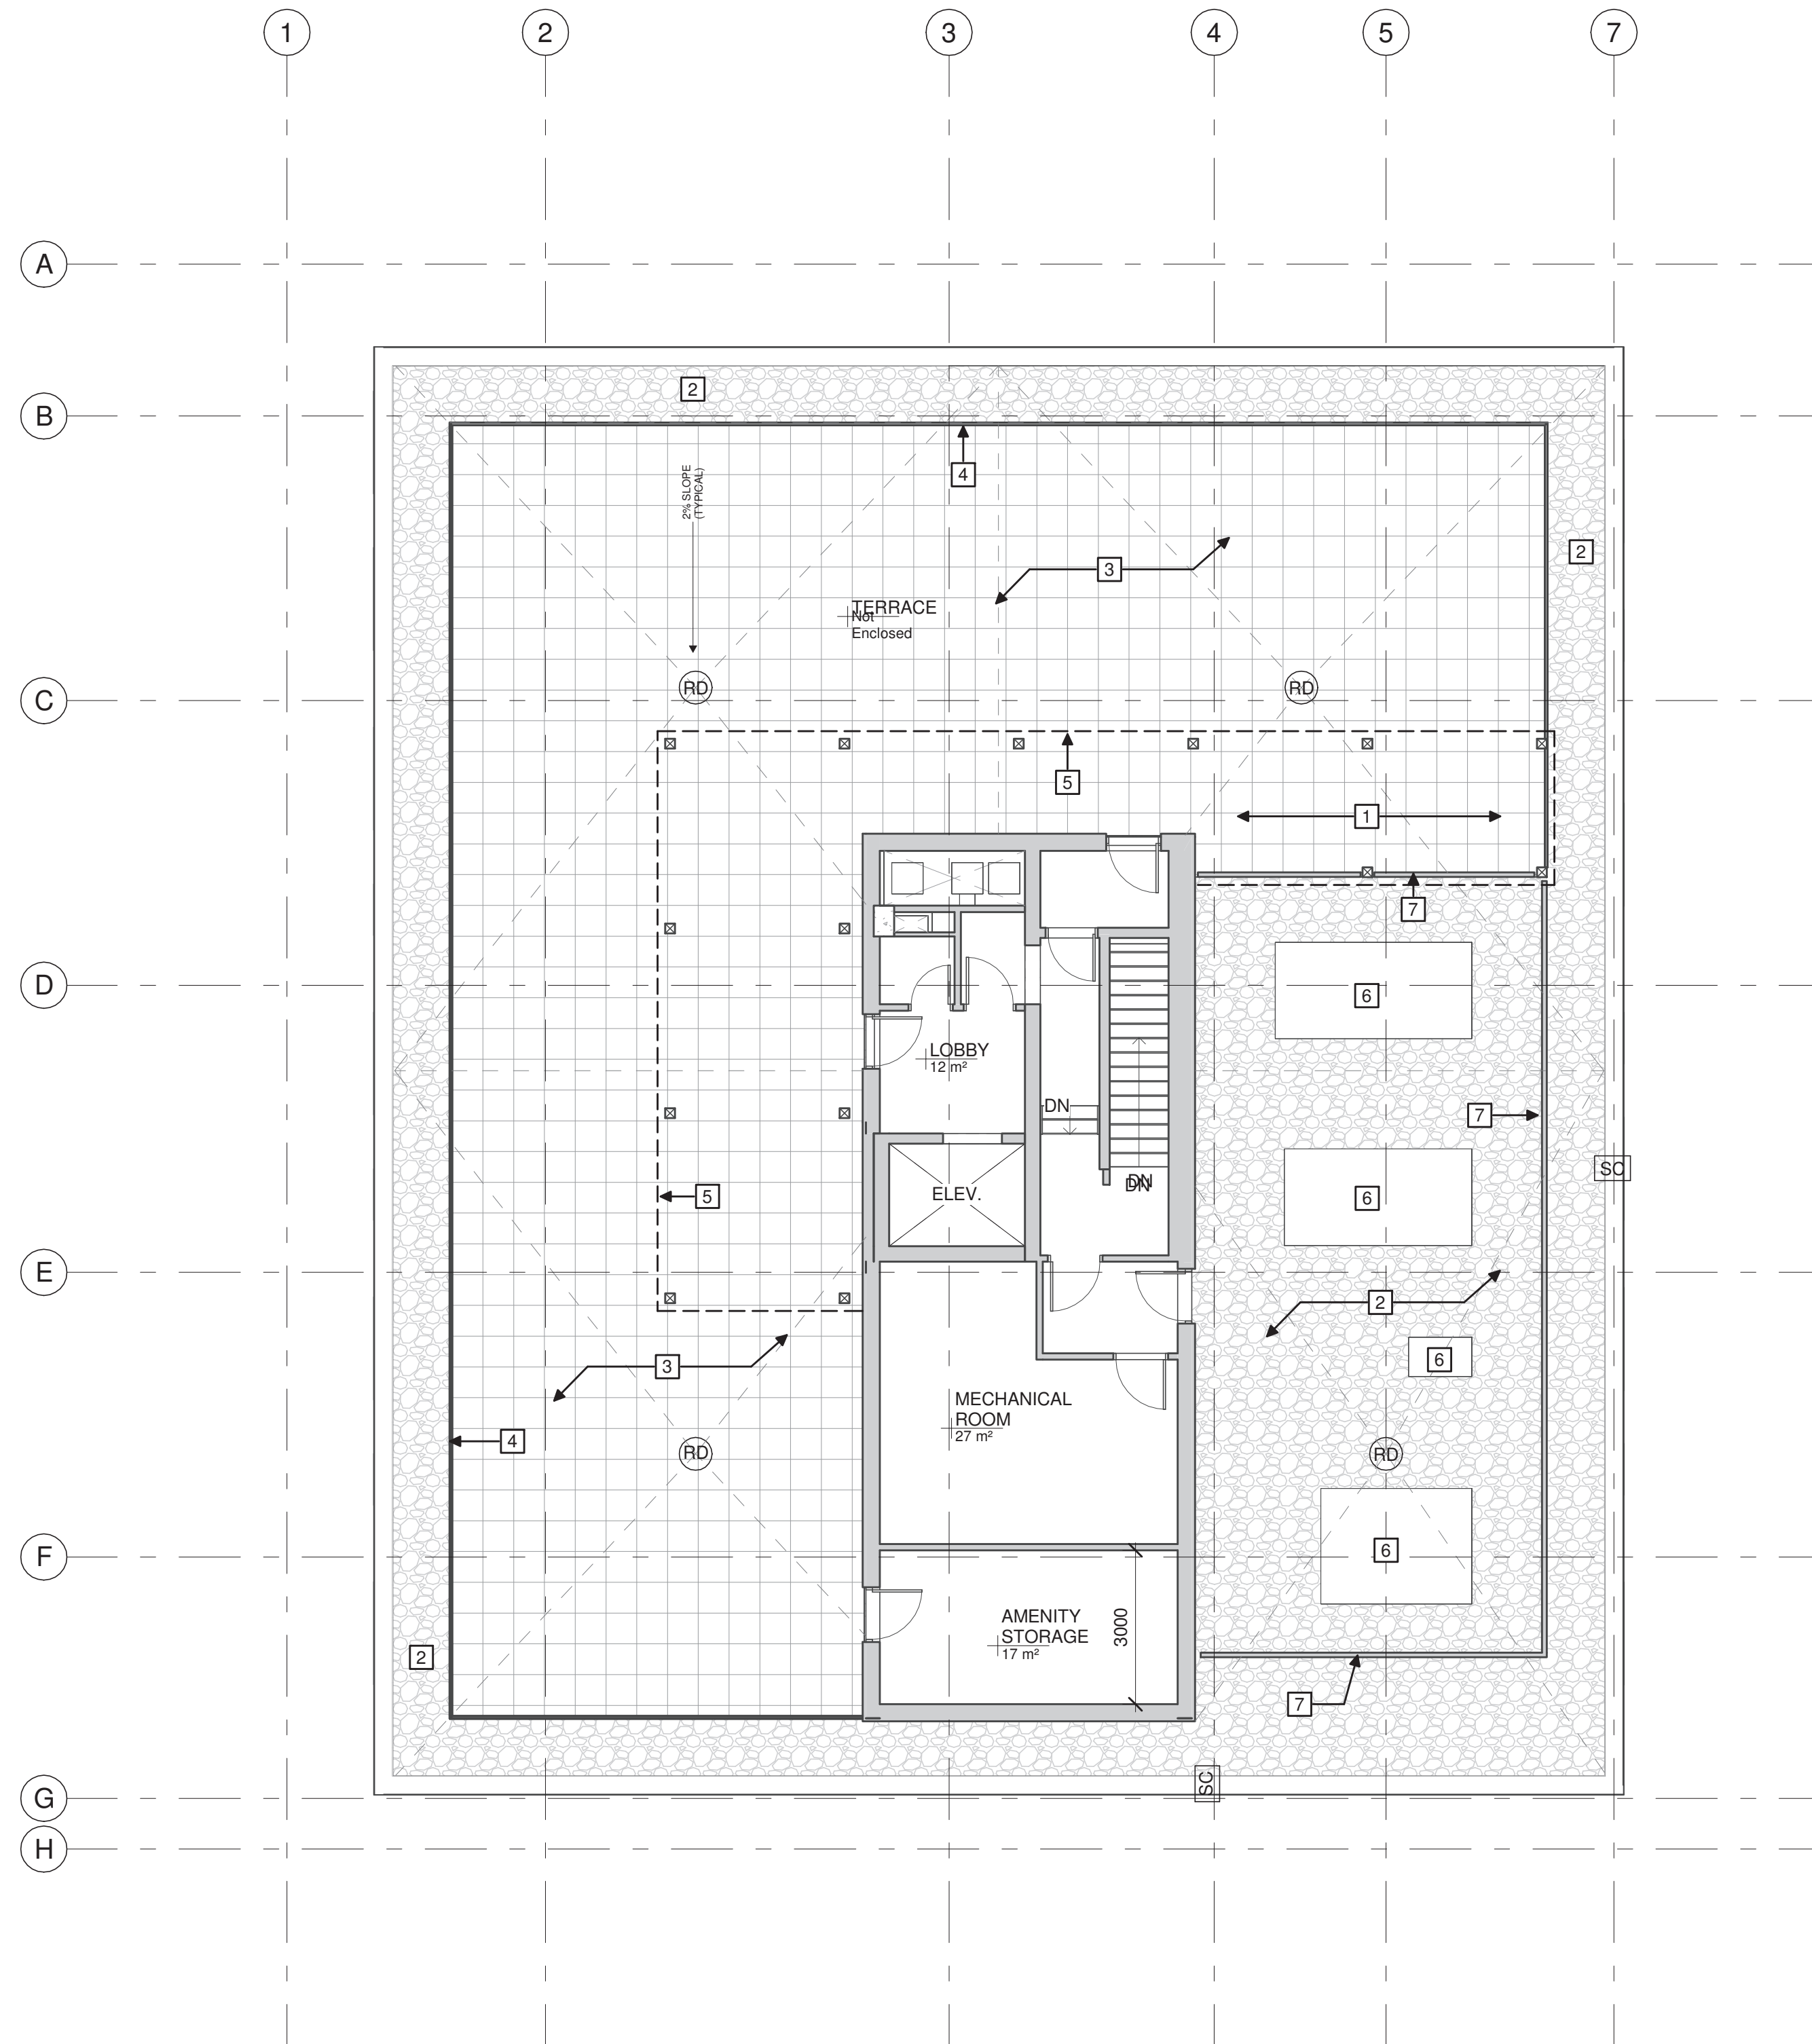 1 2 3 4 5 7
A
2
B
4
2% SLOPE
(TYPICAL)
2
3
TERRACE
Not
Enclosed
RD RD
C
5
1
7
D
6
LOBBY
12 m²
DN
7
SC
DN
DN
ELEV.
5
6
E
2
6
3
MECHANICAL
ROOM
27 m²
4
RD RD
6
F
AMENITY
STORAGE
17 m²
3000
2
7
SC
G
H